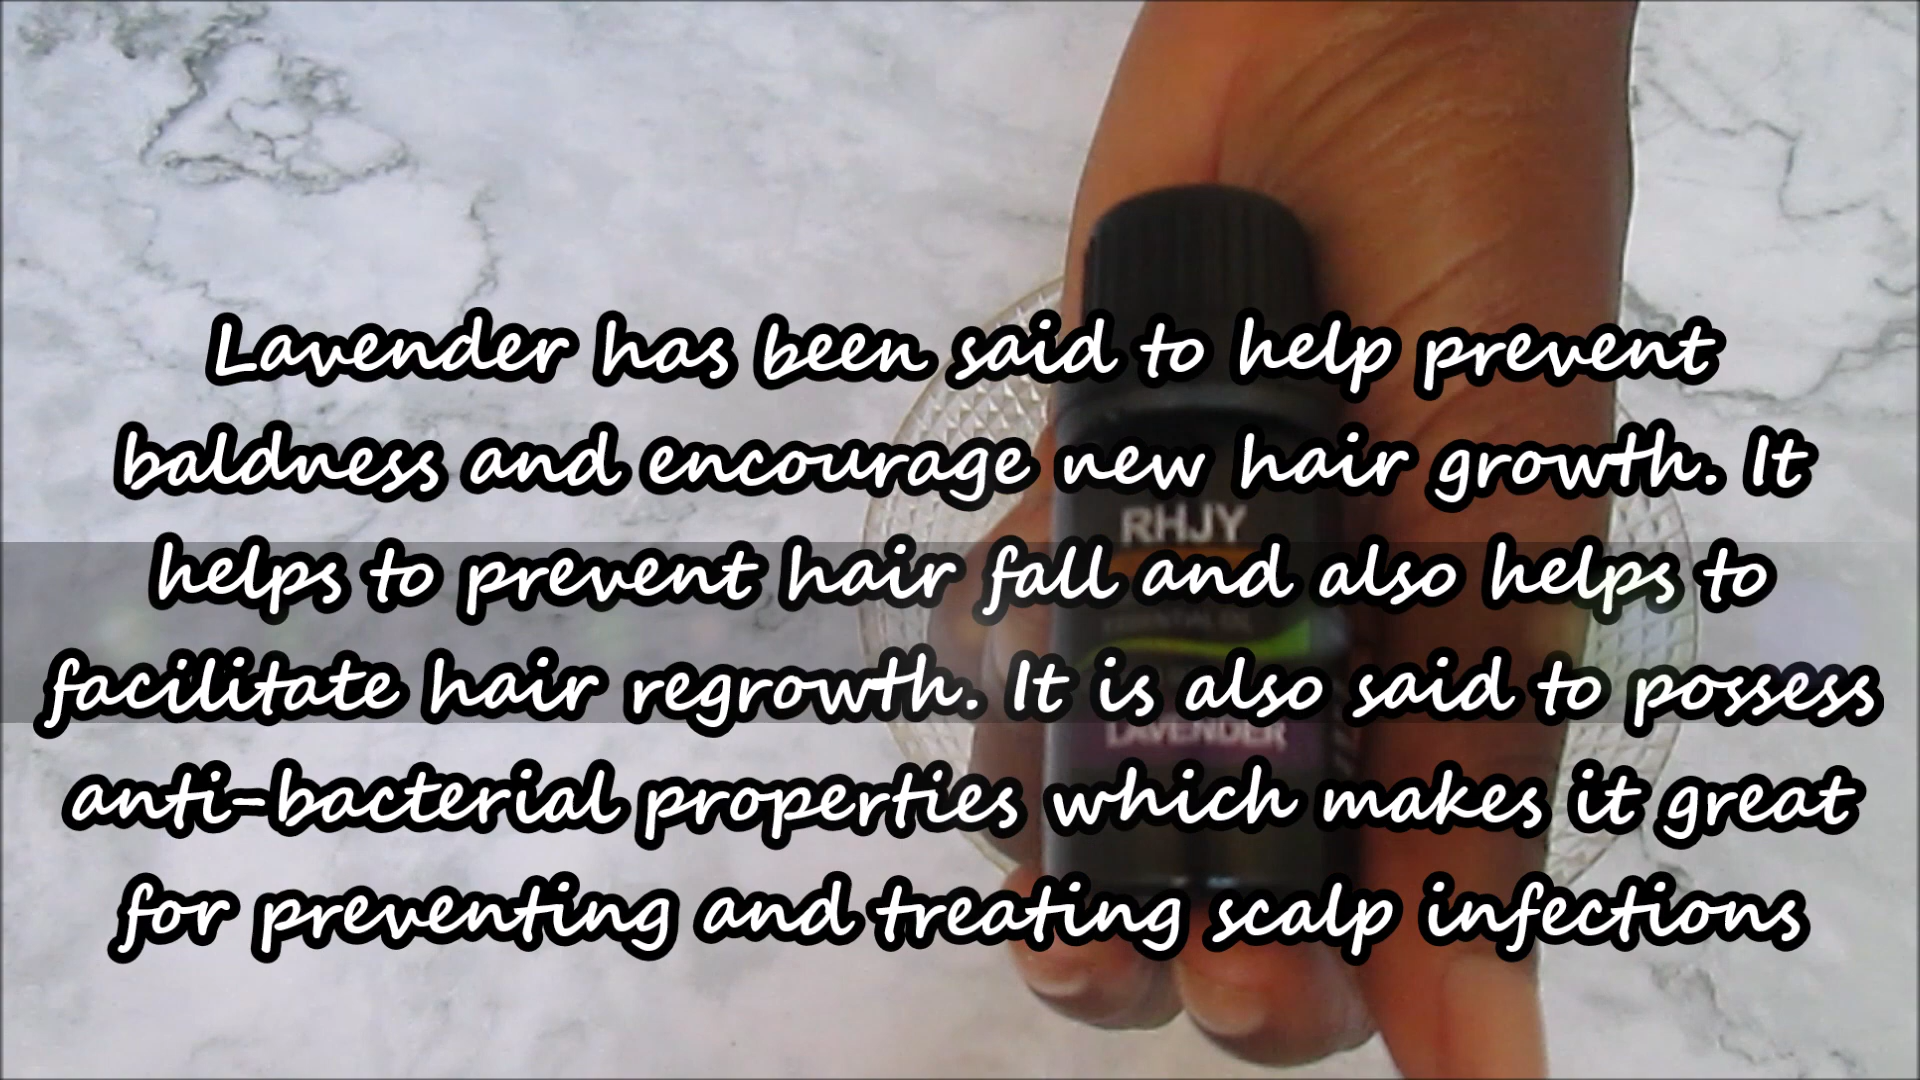 Lavender has been said to help prevent
baldness and encourage new hair growth. It
helps to prevent hair fall and also helps to
facilitate hair regrowth. It is also said to possess
anti-bacterial properties which makes it great
for preventing and treating scalp infections
RHJY
ESSENTIAL OIL
LAVENDER